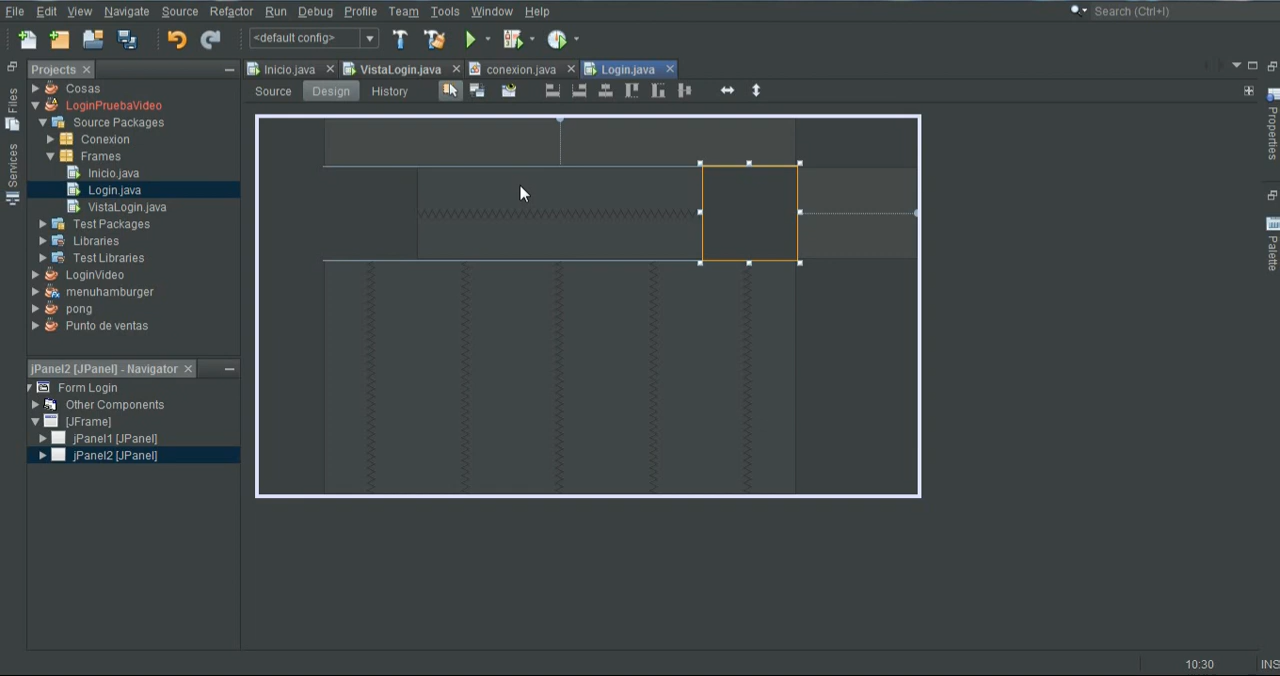 File Edit View Navigate Source Refactor Run Debug Profile Team Tools Window Help Search (Ctrl+I)
<default config>
Projects Inicio.java VistaLogin.java conexion.java Login.java
Source Design History
Files
Services
Properties
Palette
Cosas
LoginPruebaVideo
Source Packages
Conexion
Frames
Inicio.java
Login.java
VistaLogin.java
Test Packages
Libraries
Test Libraries
LoginVideo
menuhamburger
pong
Punto de ventas
jPanel2 [JPanel] - Navigator
Form Login
Other Components
[JFrame]
jPanel1 [JPanel]
jPanel2 [JPanel]
10:30 INS